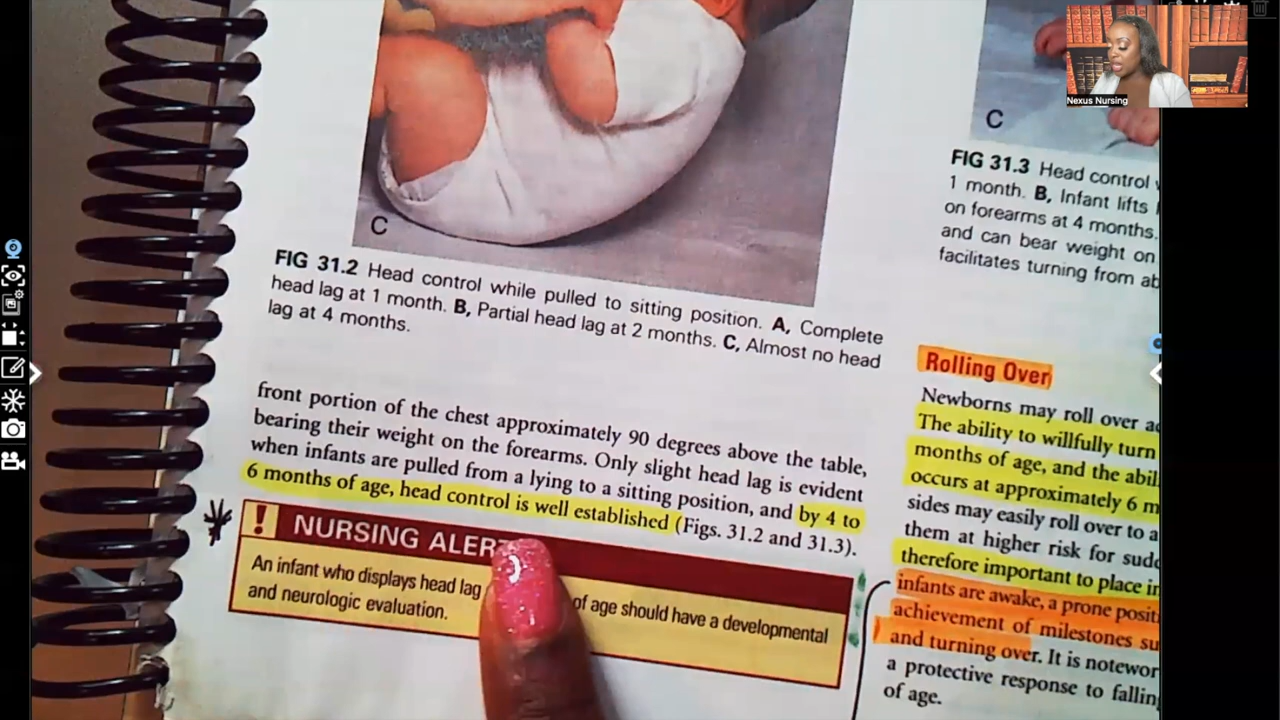 Nexus Nursing
C
FIG 31.2 Head control while pulled to sitting position. A, Complete
head lag at 1 month. B, Partial head lag at 2 months. C, Almost no head
lag at 4 months.
front portion of the chest approximately 90 degrees above the table,
bearing their weight on the forearms. Only slight head lag is evident
when infants are pulled from a lying to a sitting position, and by 4 to
6 months of age, head control is well established (Figs. 31.2 and 31.3).
! NURSING ALERT
An infant who displays head lag of age should have a developmental
and neurologic evaluation.
C
FIG 31.3 Head control
1 month. B, Infant lifts
on forearms at 4 months.
and can bear weight on
facilitates turning from
Rolling Over
Newborns may roll over
The ability to willfully turn
months of age, and the
occurs at approximately 6
sides may easily roll over to
them at higher risk for
therefore important to place
infants are awake, a prone
achievement of milestones
and turning over. It is
a protective response to
of age.